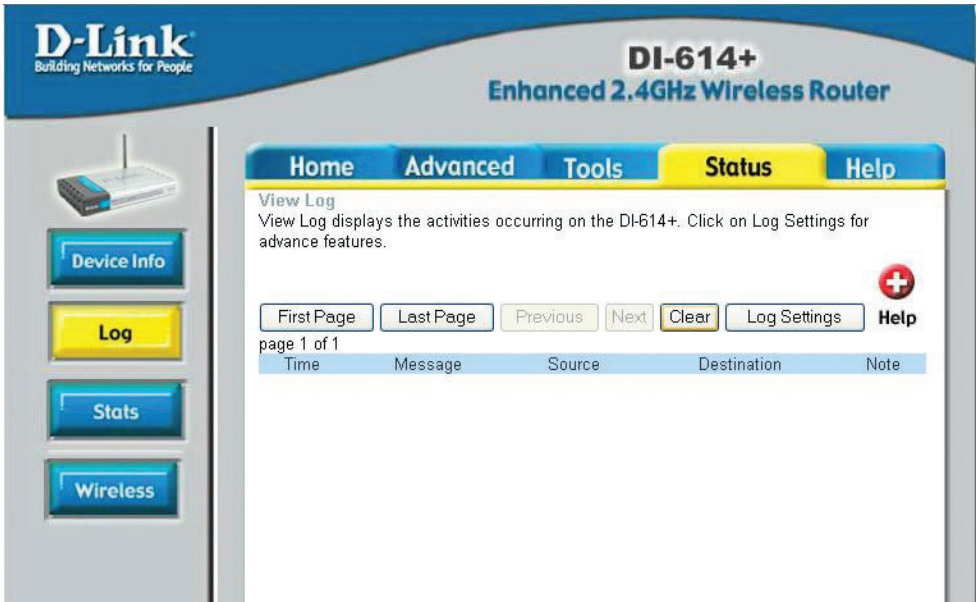 D-Link
Building Networks for People
DI-614+
Enhanced 2.4GHz Wireless Router
Home Advanced Tools Status Help
Device Info
Log
Stats
Wireless
View Log
View Log displays the activities occurring on the DI-614+. Click on Log Settings for
advance features.
First Page Last Page Previous Next Clear Log Settings Help
page 1 of 1
Time Message Source Destination Note